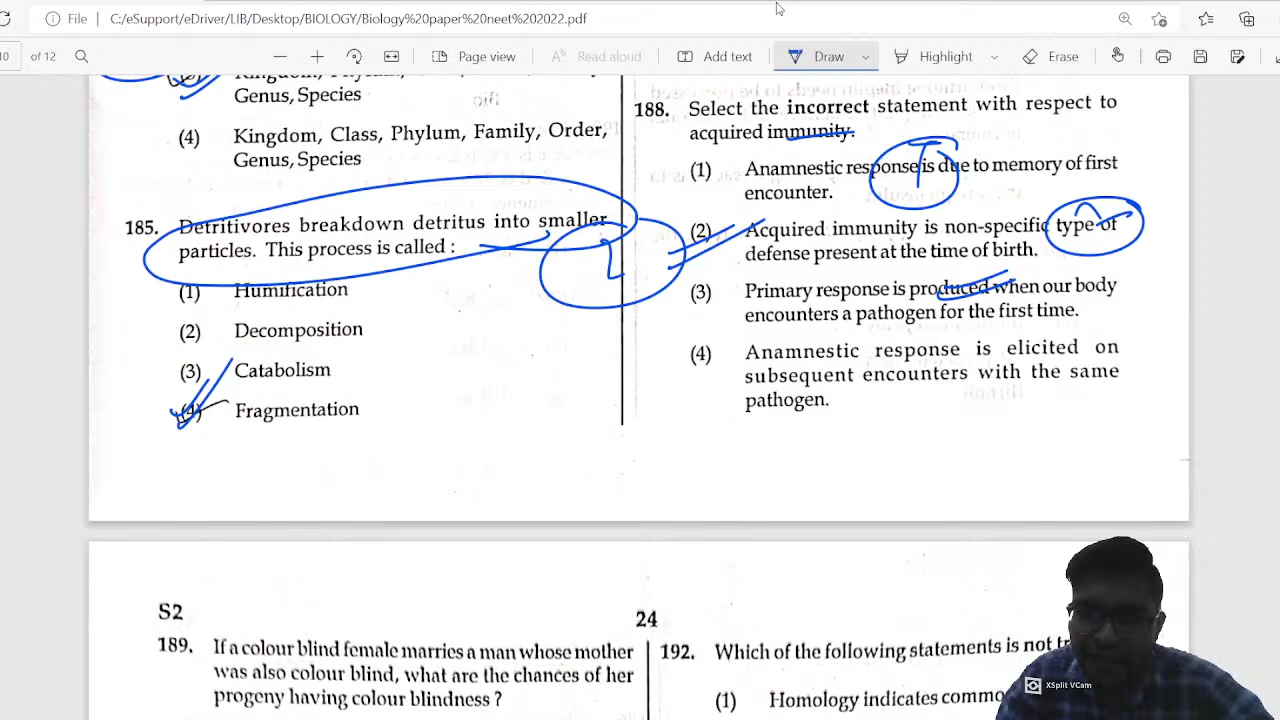 File
C:/eSupport/eDriver/LIB/Desktop/BIOLOGY/Biology%20paper%20neet%202022.pdf
10 of 12
Page view
Read aloud
Add text
Draw
Highlight
Erase
Genus, Species
(4) Kingdom, Class, Phylum, Family, Order,
Genus, Species
185. Detritivores breakdown detritus into smaller
particles. This process is called :
(1) Humification
(2) Decomposition
(3) Catabolism
(4) Fragmentation
188. Select the incorrect statement with respect to
acquired immunity.
(1) Anamnestic response is due to memory of first
encounter.
(2) Acquired immunity is non-specific type of
defense present at the time of birth.
(3) Primary response is produced when our body
encounters a pathogen for the first time.
(4) Anamnestic response is elicited on
subsequent encounters with the same
pathogen.
S2
24
189. If a colour blind female marries a man whose mother
was also colour blind, what are the chances of her
progeny having colour blindness ?
192. Which of the following statements is not
(1) Homology indicates
XSplit VCam